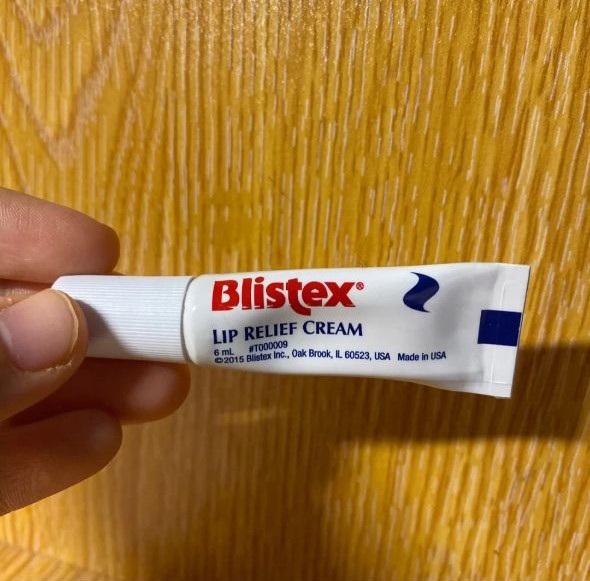 Blistex®
LIP RELIEF CREAM
6 mL #T000009
©2015 Blistex Inc., Oak Brook, IL 60523, USA Made in USA